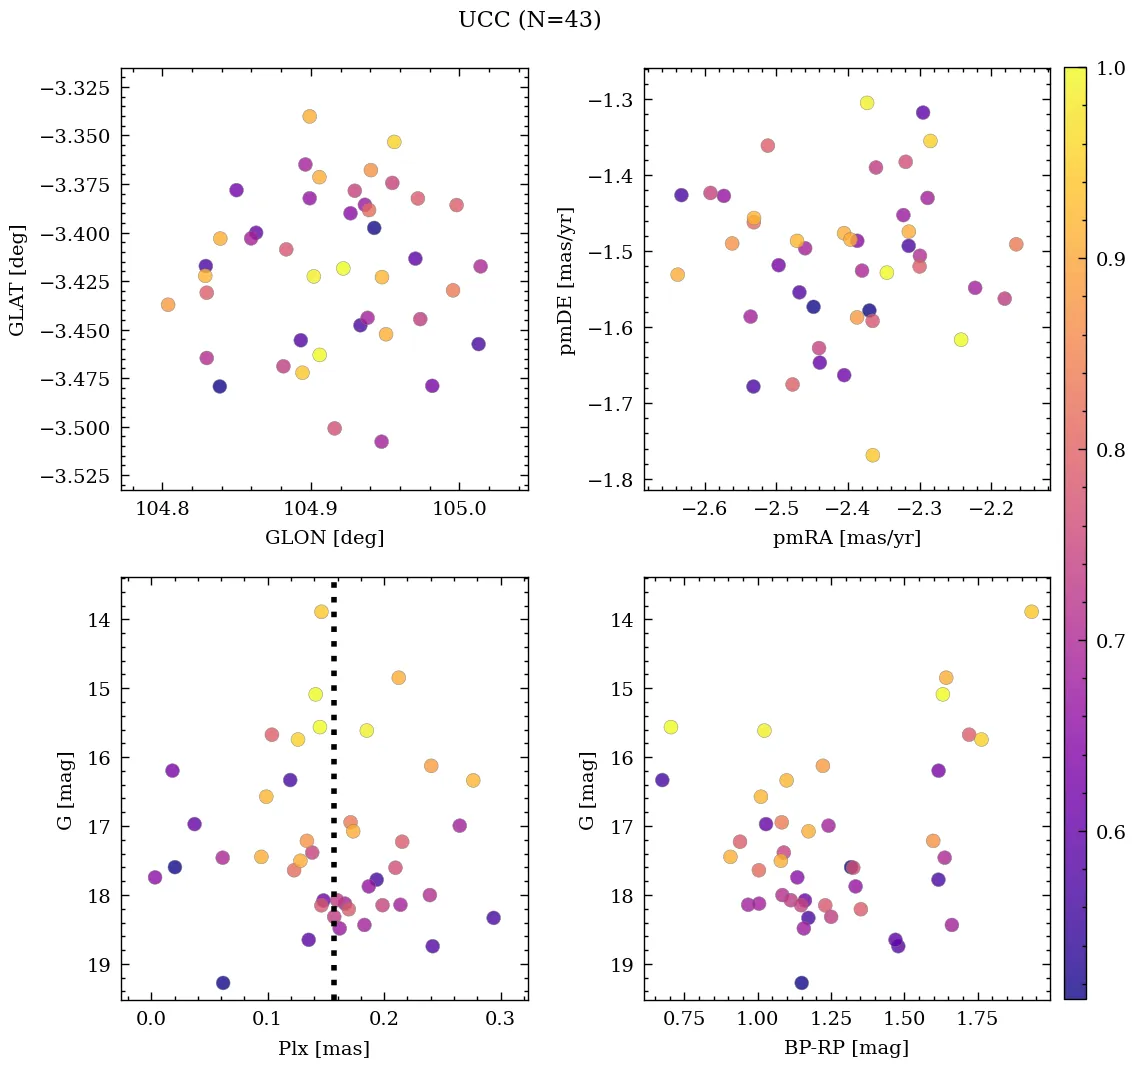 UCC (N=43)
−3.325
−3.350
−3.375
−3.400
−3.425
−3.450
−3.475
−3.500
−3.525
GLAT [deg]
104.8 104.9 105.0
GLON [deg]
−1.3
−1.4
−1.5
−1.6
−1.7
−1.8
pmDE [mas/yr]
−2.6 −2.5 −2.4 −2.3 −2.2
pmRA [mas/yr]
14
15
16
17
18
19
G [mag]
0.0 0.1 0.2 0.3
Plx [mas]
14
15
16
17
18
19
G [mag]
0.75 1.00 1.25 1.50 1.75
BP-RP [mag]
1.0
0.9
0.8
0.7
0.6